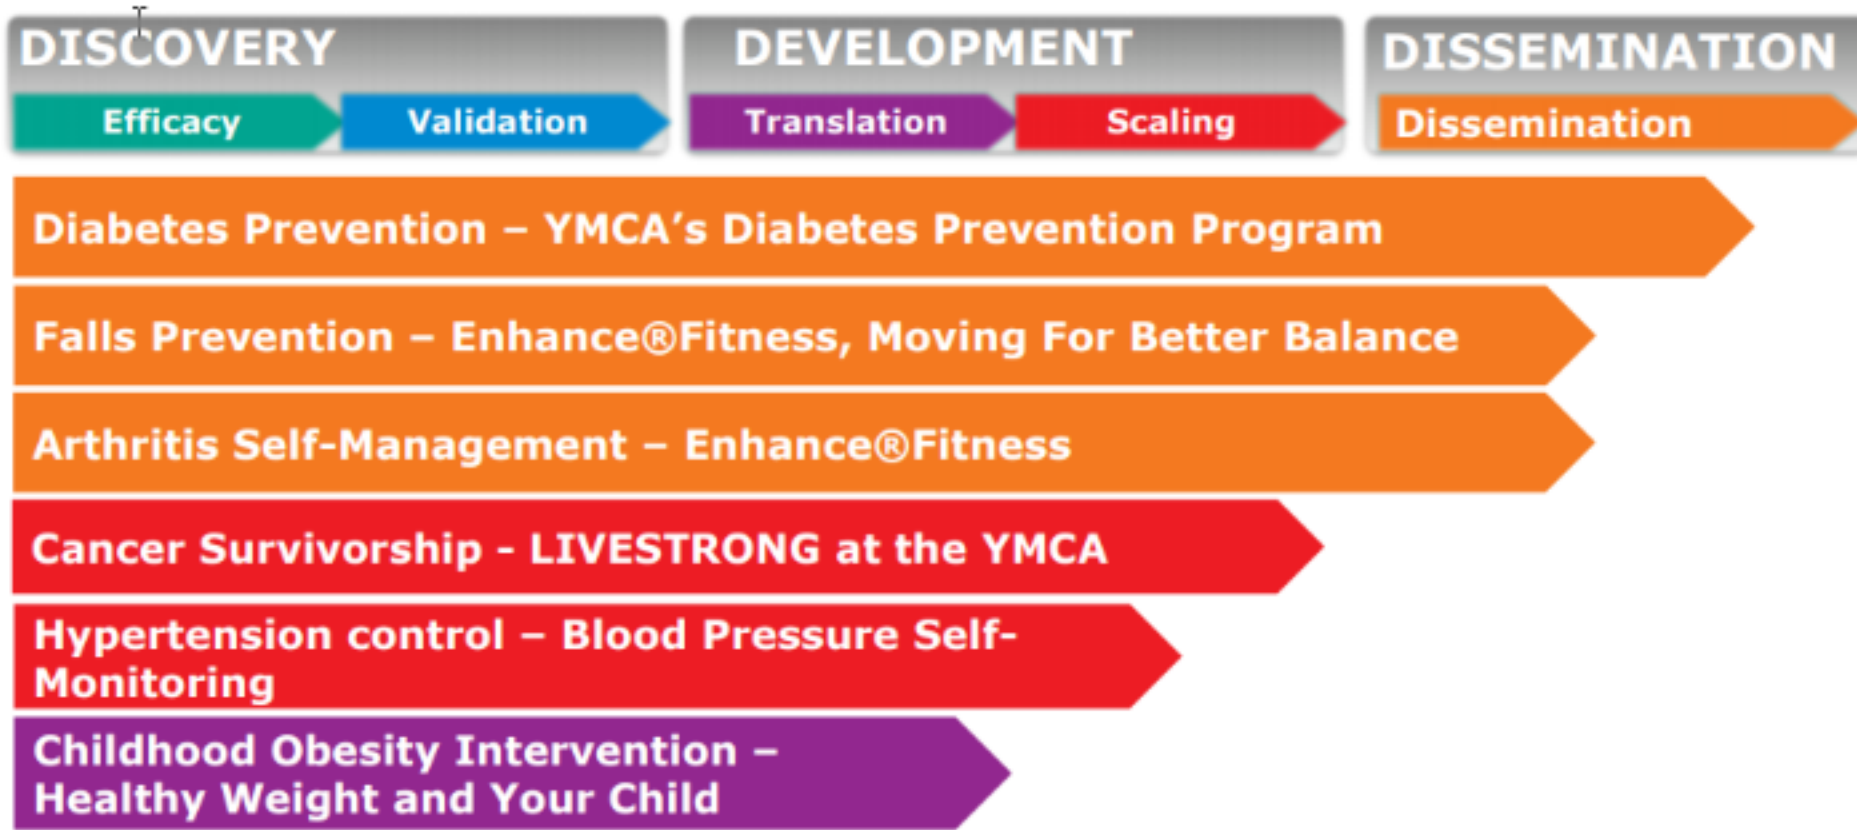 DISCOVERY
DEVELOPMENT
DISSEMINATION
Efficacy
Validation
Translation
Scaling
Dissemination
Diabetes Prevention – YMCA’s Diabetes Prevention Program
Falls Prevention – Enhance®Fitness, Moving For Better Balance
Arthritis Self-Management – Enhance®Fitness
Cancer Survivorship - LIVESTRONG at the YMCA
Hypertension control – Blood Pressure Self-
Monitoring
Childhood Obesity Intervention –
Healthy Weight and Your Child